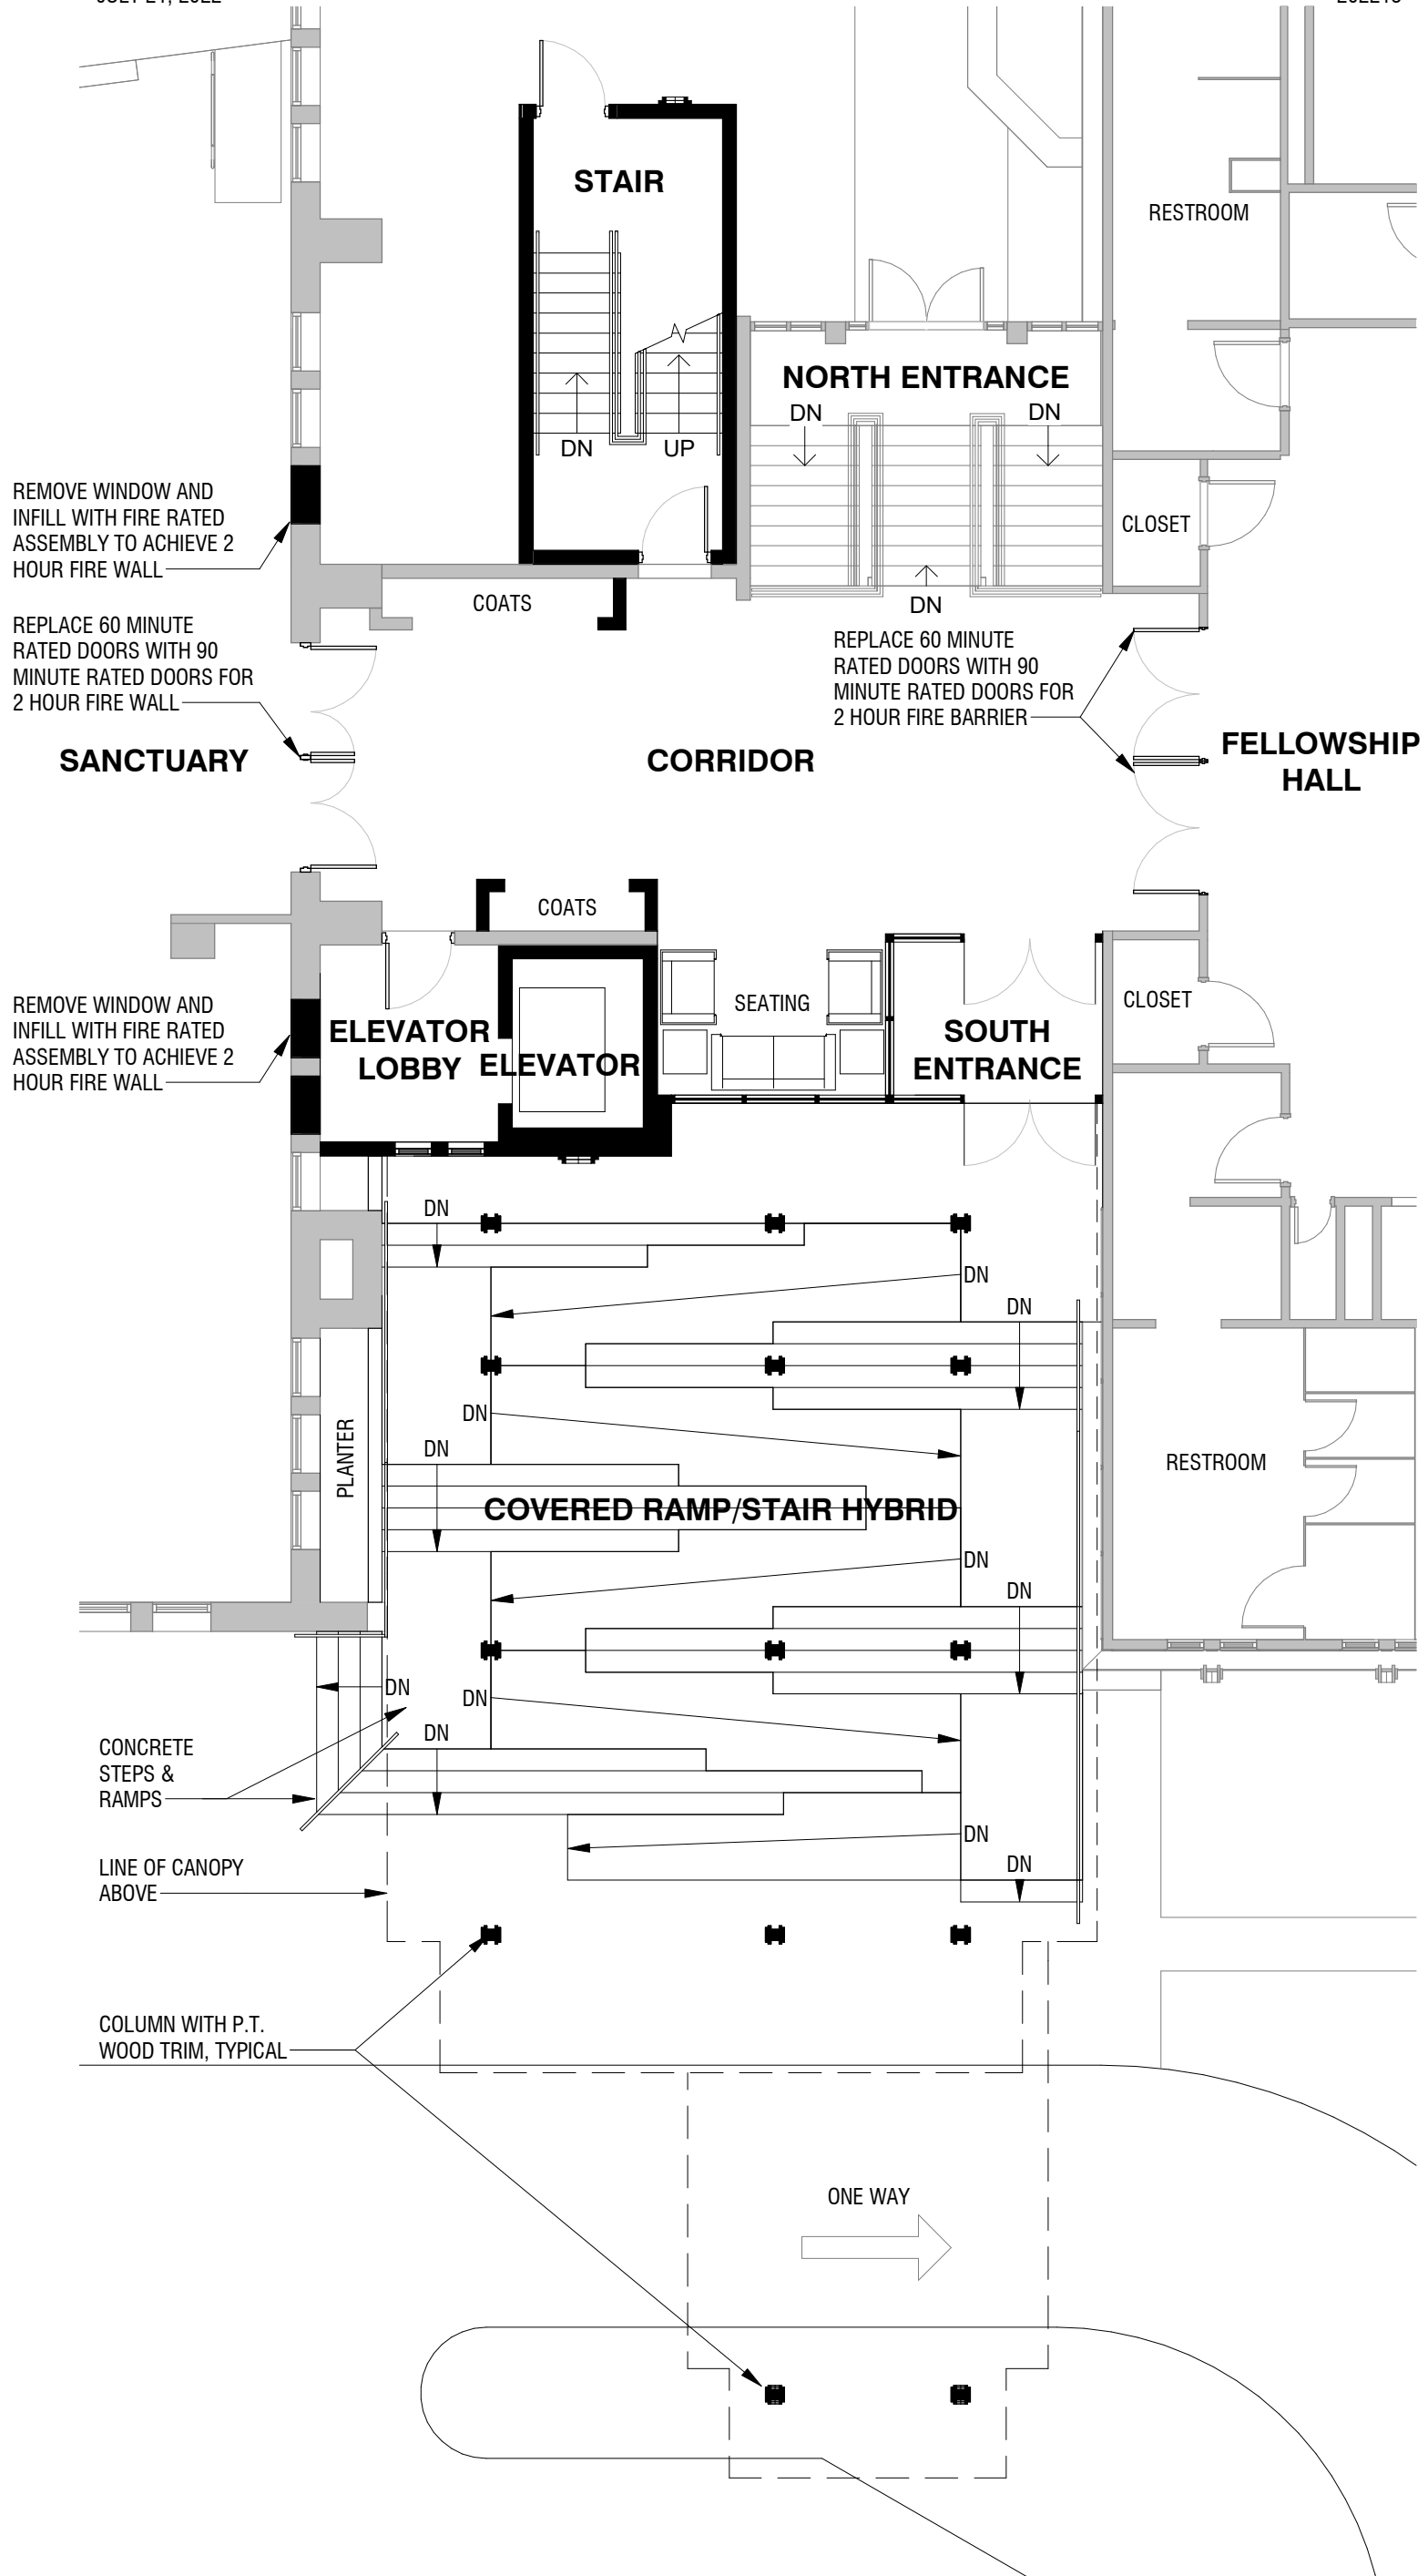 STAIR
RESTROOM
NORTH ENTRANCE
DN
DN
DN
UP
REMOVE WINDOW AND
INFILL WITH FIRE RATED
ASSEMBLY TO ACHIEVE 2
HOUR FIRE WALL
CLOSET
COATS
DN
REPLACE 60 MINUTE
RATED DOORS WITH 90
MINUTE RATED DOORS FOR
2 HOUR FIRE WALL
REPLACE 60 MINUTE
RATED DOORS WITH 90
MINUTE RATED DOORS FOR
2 HOUR FIRE BARRIER
SANCTUARY
CORRIDOR
FELLOWSHIP
HALL
COATS
REMOVE WINDOW AND
INFILL WITH FIRE RATED
ASSEMBLY TO ACHIEVE 2
HOUR FIRE WALL
ELEVATOR
LOBBY
ELEVATOR
SEATING
SOUTH
ENTRANCE
CLOSET
DN
DN
DN
DN
DN
PLANTER
RESTROOM
COVERED RAMP/STAIR HYBRID
DN
DN
DN
DN
DN
CONCRETE
STEPS &
RAMPS
DN
DN
LINE OF CANOPY
ABOVE
COLUMN WITH P.T.
WOOD TRIM, TYPICAL
ONE WAY